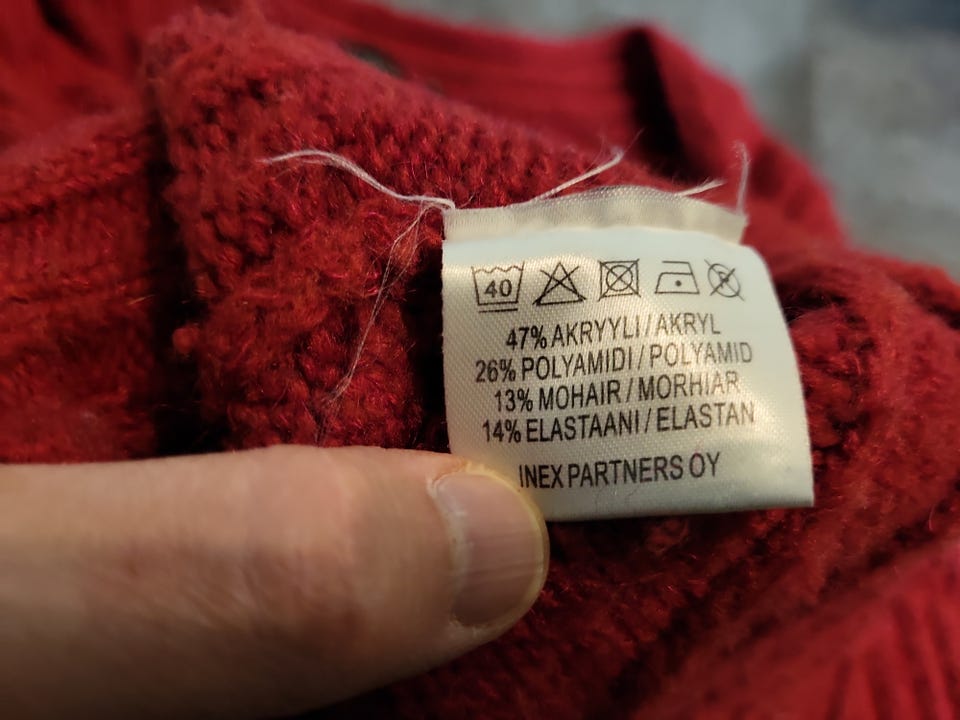 40
47% AKRYYLI / AKRYL
26% POLYAMIDI / POLYAMID
13% MOHAIR / MORHIAR
14% ELASTAANI / ELASTAN
INEX PARTNERS OY